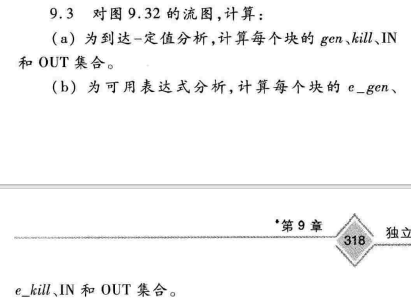 9.3 对图9.32的流图,计算:
(a) 为到达-定值分析,计算每个块的 gen、kill、IN
和 OUT 集合。
(b) 为可用表达式分析,计算每个块的 e_gen、
*第9章
318
独立
e_kill、IN 和 OUT 集合。